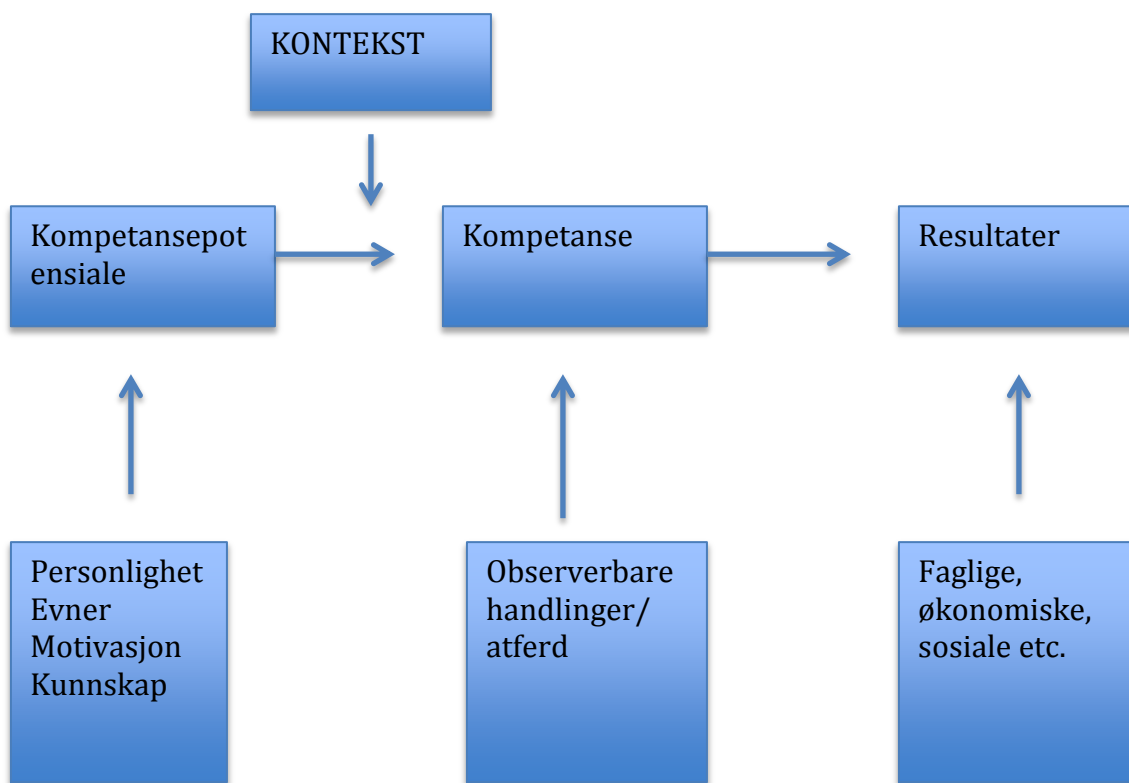 KONTEKST
Kompetansepot
ensiale
Kompetanse
Resultater
Personlighet
Evner
Motivasjon
Kunnskap
Observerbare
handlinger/
atferd
Faglige,
økonomiske,
sosiale etc.